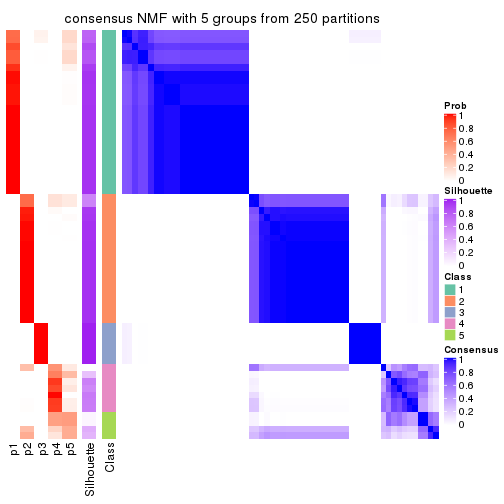 consensus NMF with 5 groups from 250 partitions
Prob
1
0.8
0.6
0.4
0.2
0
Silhouette
1
0.8
0.6
0.4
0.2
0
Class
1
2
3
4
5
Consensus
1
0.8
0.6
0.4
0.2
0
p1
p2
p3
p4
p5
Silhouette
Class